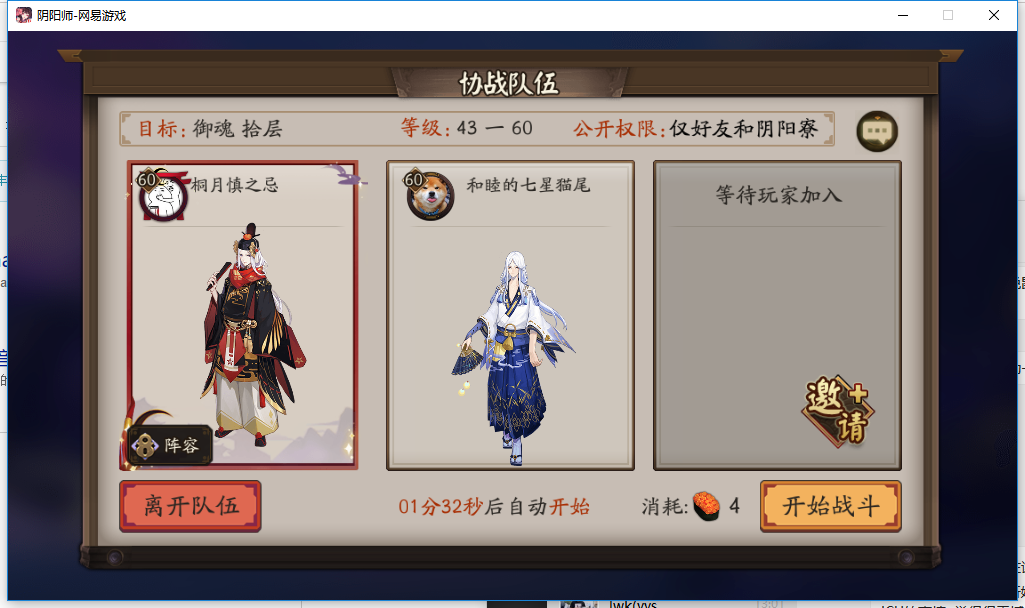 阴阳师-网易游戏
协战队伍
目标: 御魂 拾层 等级: 43 一 60 公开权限: 仅好友和阴阳寮
60 桐月慎之忌
60 和睦的七星猫尾
等待玩家加入
邀请
阵容
离开队伍
01分32秒后自动开始
消耗: 4
开始战斗
13:01